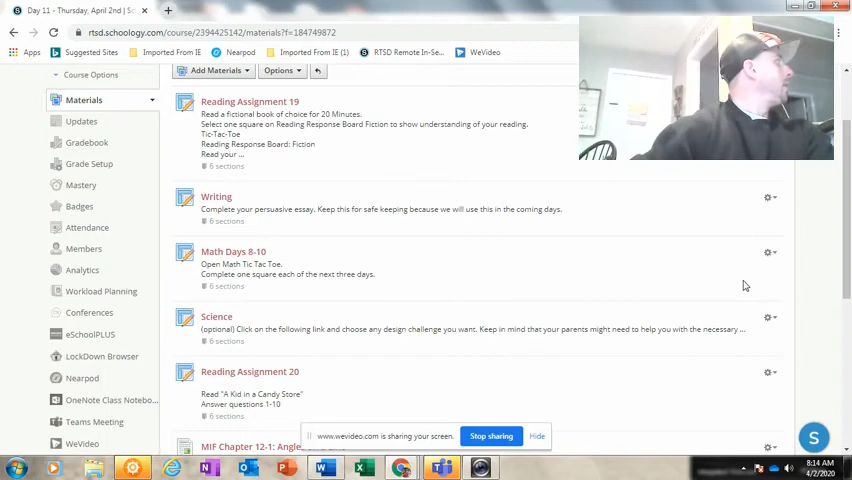 Day 11 - Thursday, April 2nd | Sc
rtsd.schoology.com/course/2394425142/materials?f=184749872
Apps
Suggested Sites
Imported From IE
Nearpod
Imported From IE (1)
RTSD Remote In-Se...
WeVideo
Course Options
Add Materials
Options
Materials
Updates
Gradebook
Grade Setup
Mastery
Badges
Attendance
Members
Analytics
Workload Planning
Conferences
eSchoolPLUS
LockDown Browser
Nearpod
OneNote Class Notebo...
Teams Meeting
WeVideo
Reading Assignment 19
Read a fictional book of choice for 20 Minutes.
Select one square on Reading Response Board Fiction to show understanding of your reading.
Tic-Tac-Toe
Reading Response Board: Fiction
Read your ...
6 sections
Writing
Complete your persuasive essay. Keep this for safe keeping because we will use this in the coming days.
6 sections
Math Days 8-10
Open Math Tic Tac Toe.
Complete one square each of the next three days.
6 sections
Science
(optional) Click on the following link and choose any design challenge you want. Keep in mind that your parents might need to help you with the necessary ...
6 sections
Reading Assignment 20
Read "A Kid in a Candy Store"
Answer questions 1-10
6 sections
MIF Chapter 12-1: Angles
www.wevideo.com is sharing your screen.
Stop sharing
Hide
S
8:14 AM
4/2/2020